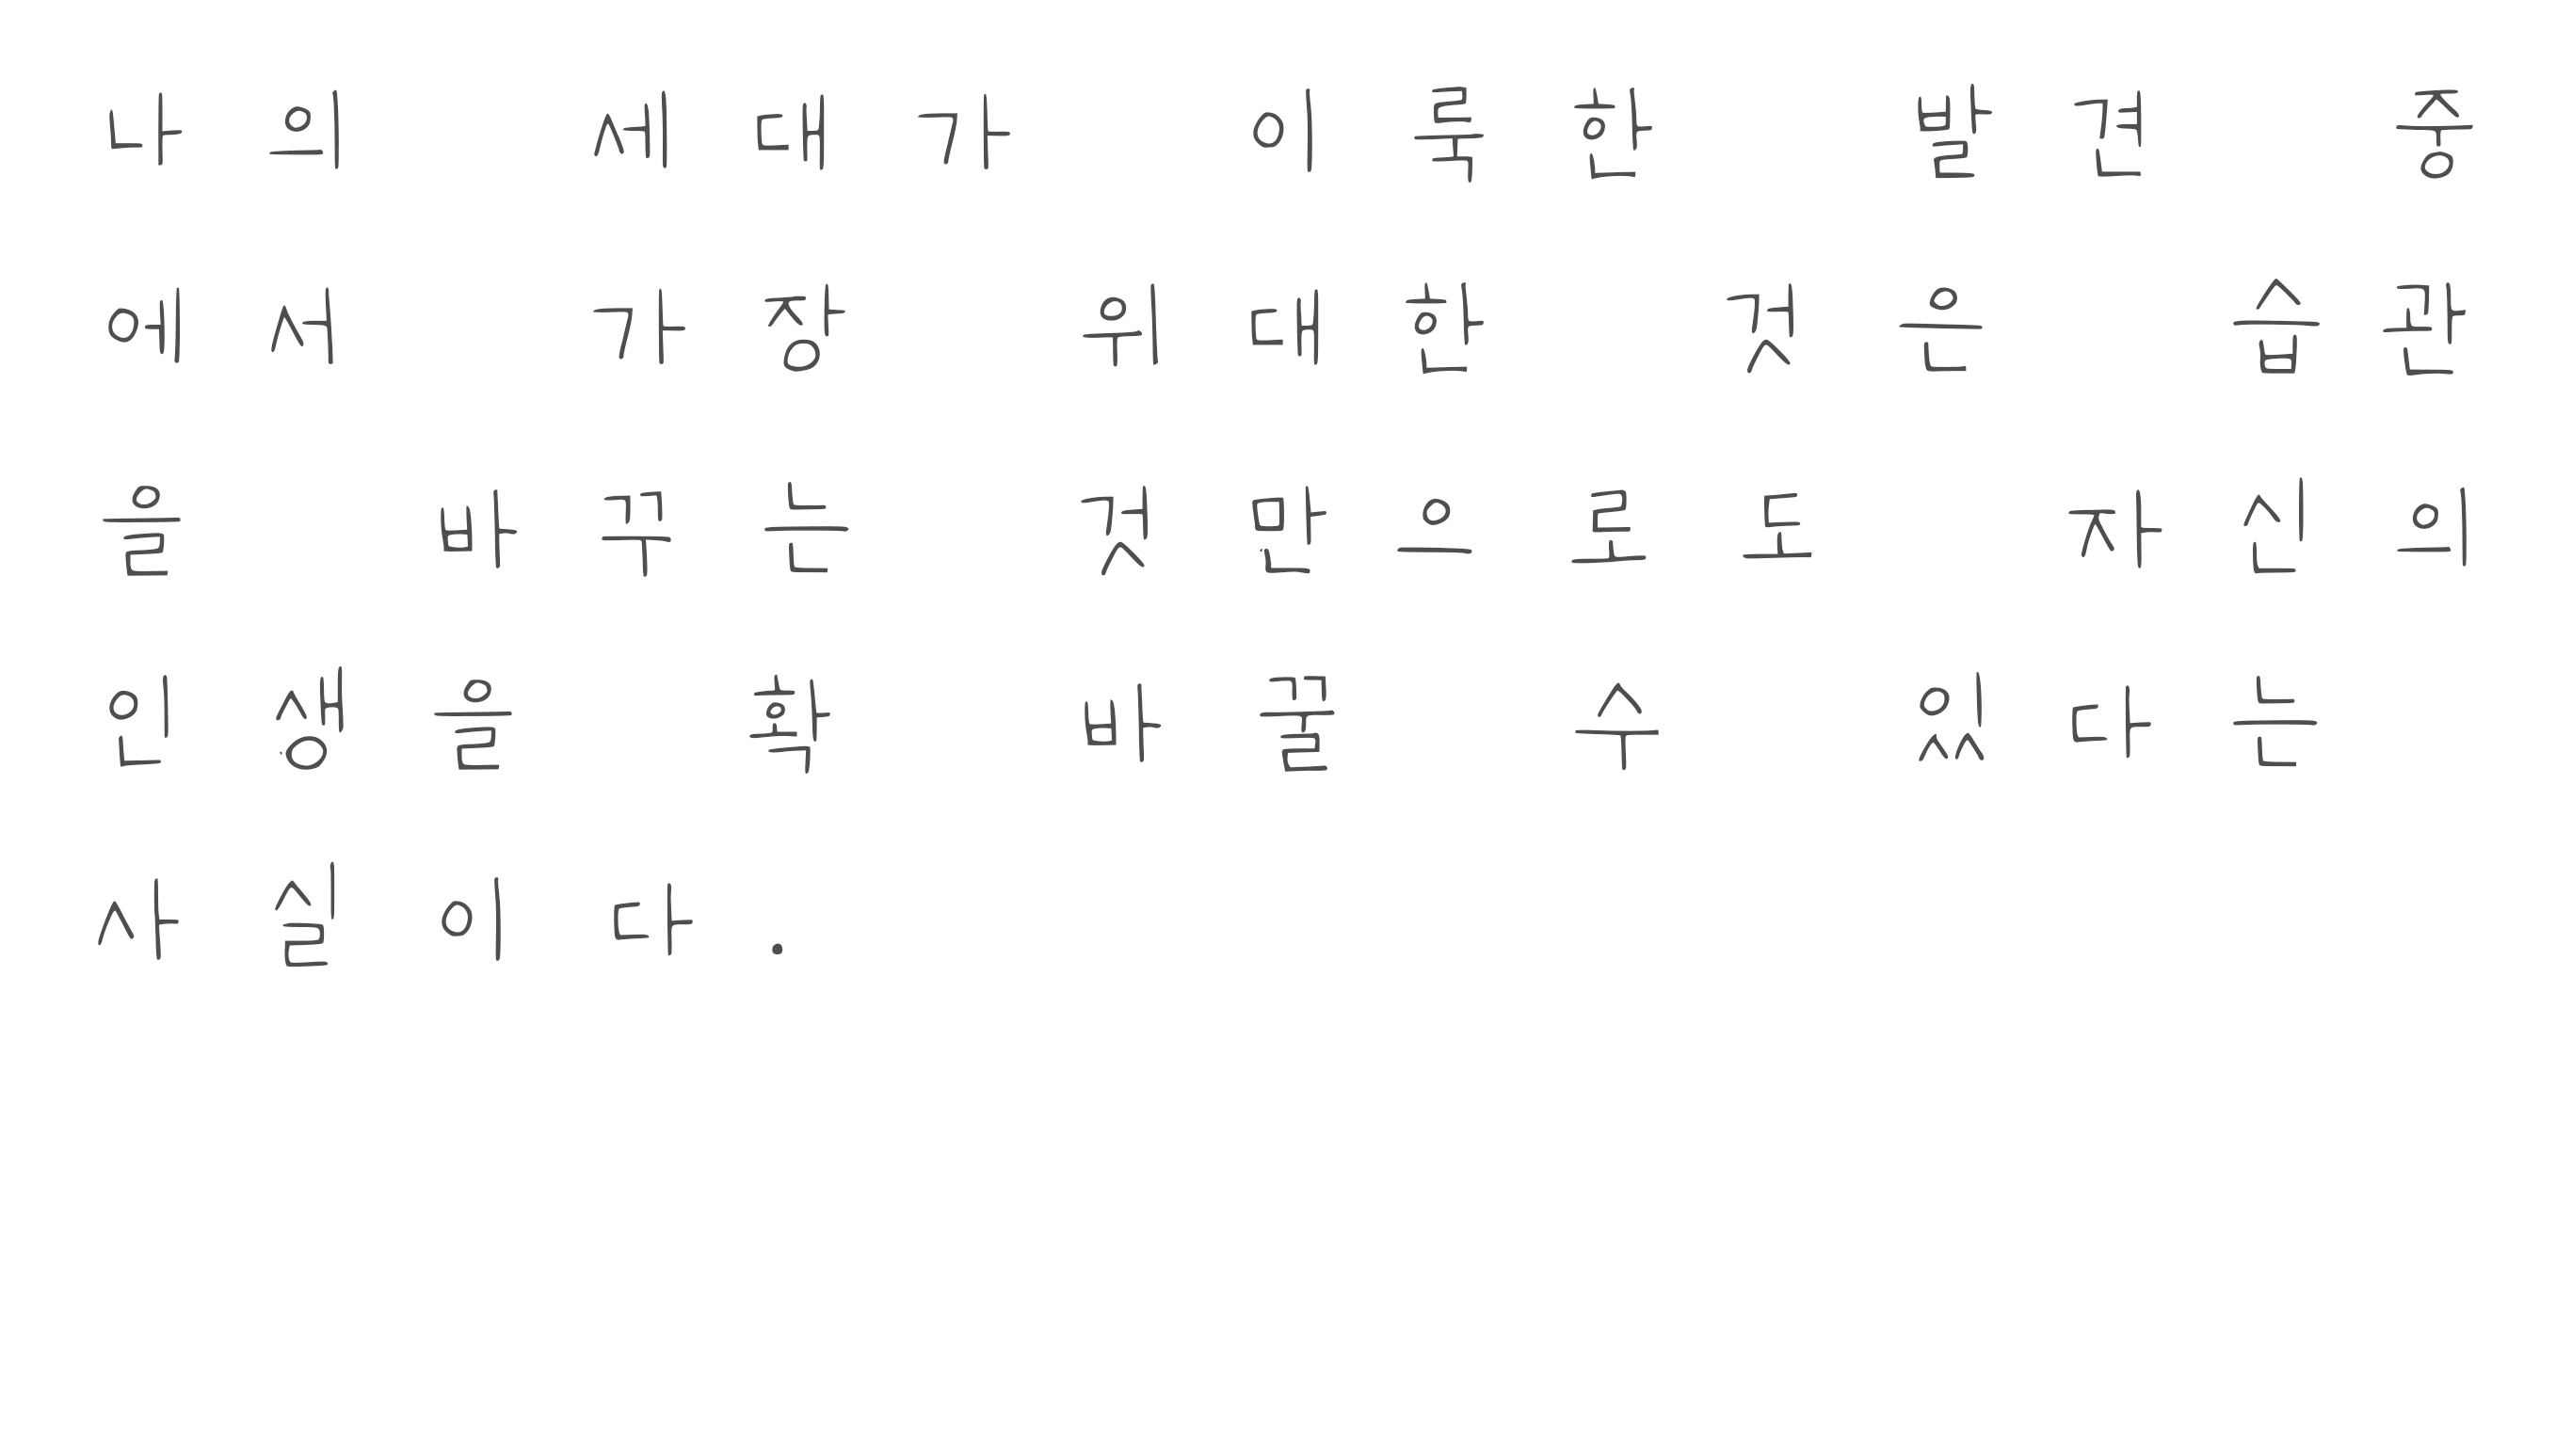 나의 세대가 이룩한 발견 중
에서 가장 위대한 것은 습관
을 바꾸는 것만으로도 자신의
인생을 확 바꿀 수 있다는
사실이다.